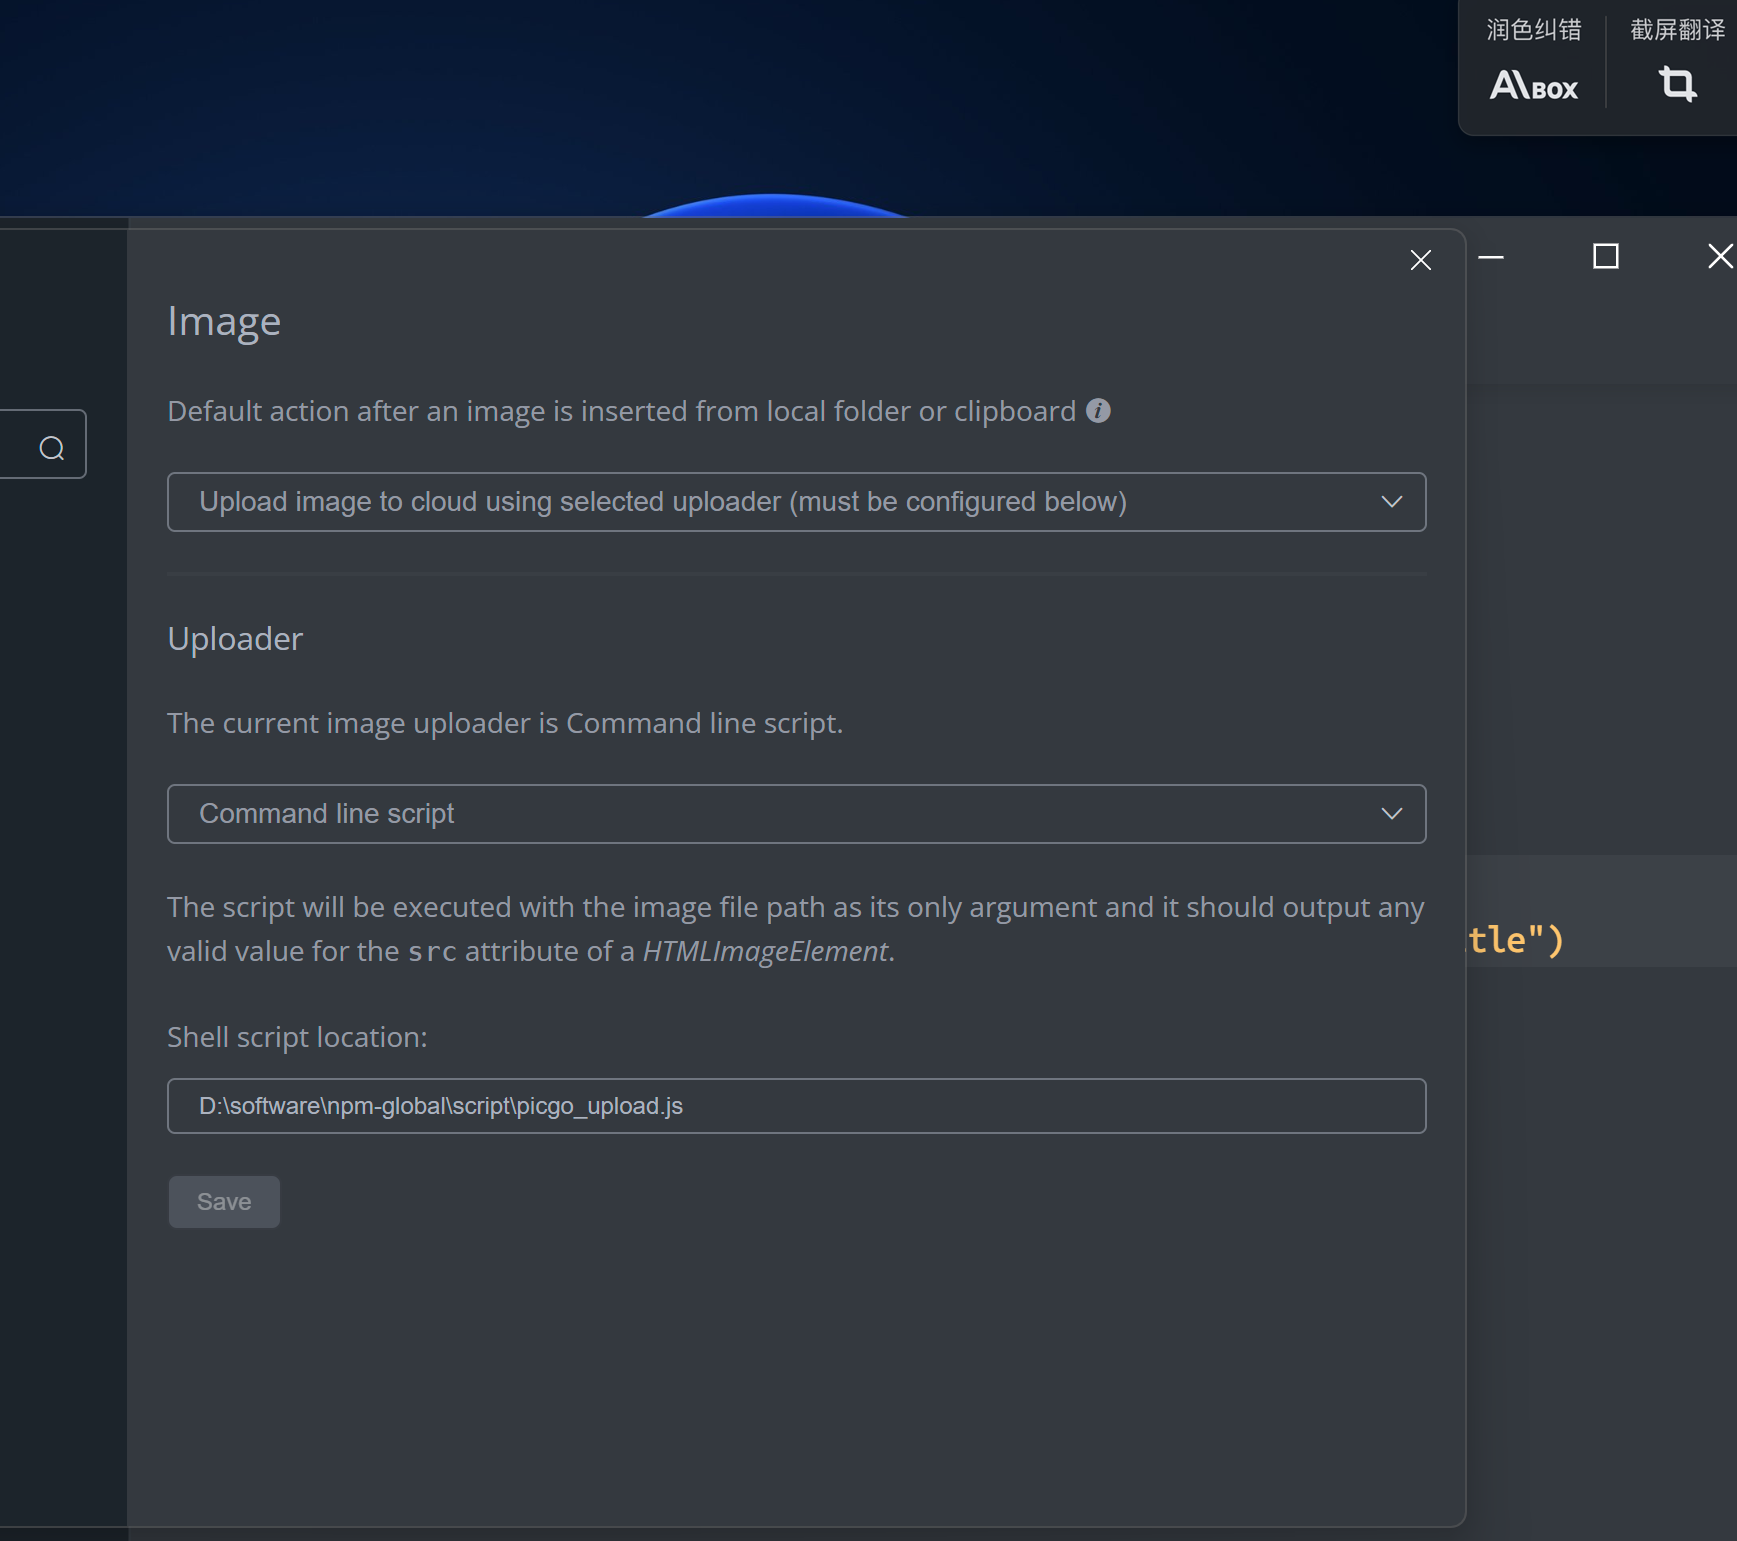 润色纠错
截屏翻译
AI\BOX
Image
Default action after an image is inserted from local folder or clipboard
Upload image to cloud using selected uploader (must be configured below)
Uploader
The current image uploader is Command line script.
Command line script
The script will be executed with the image file path as its only argument and it should output any
valid value for the src attribute of a HTMLImageElement.
tle")
Shell script location:
D:\software\npm-global\script\picgo_upload.js
Save